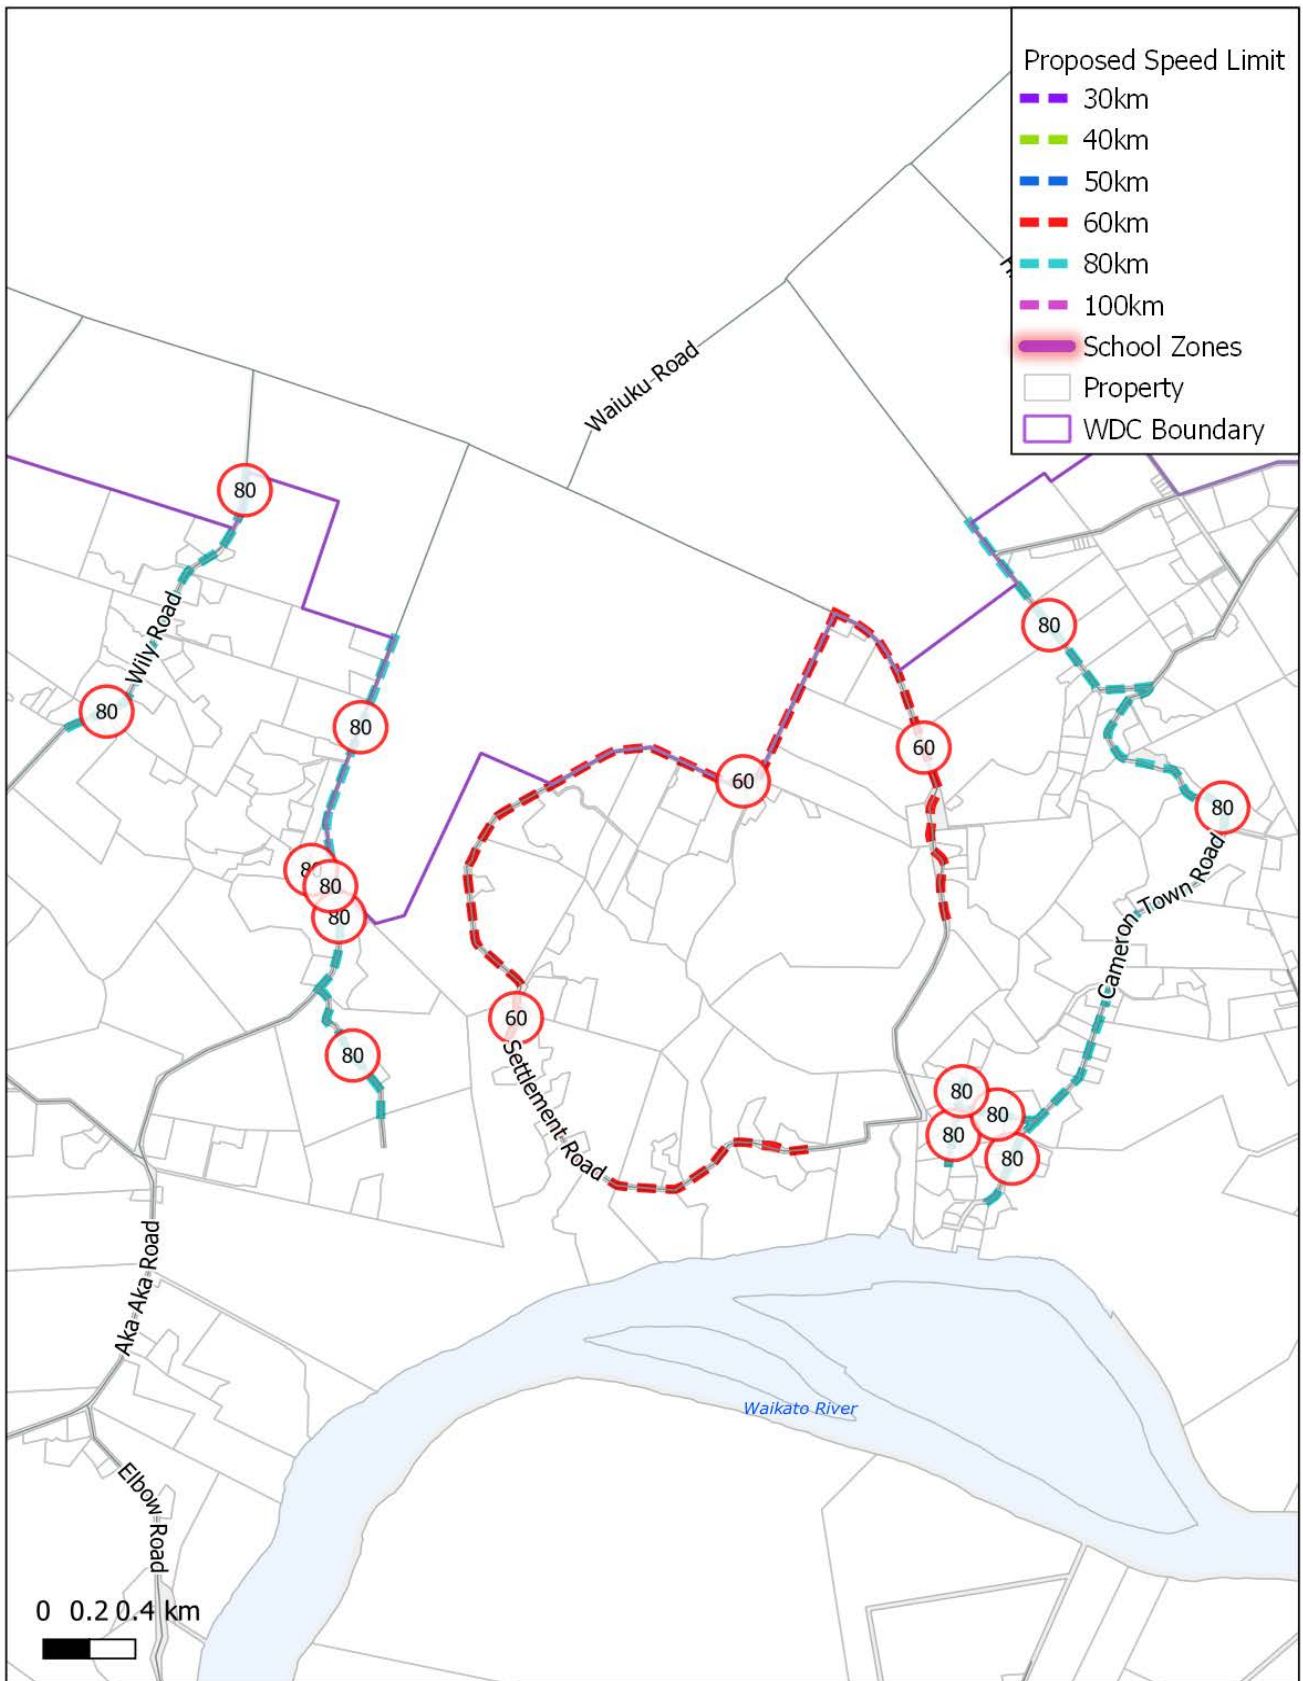 Proposed Speed Limit
30km
40km
50km
60km
80km
100km
School Zones
Property
WDC Boundary
Waiuku Road
80
Wily Road
80
80
80
60
60
80
80
80
80
Cameron Town Road
60
Settlement Road
80
80
80
80
80
Aka Aka Road
Waikato River
Elbow Road
0 0.2 0.4 km